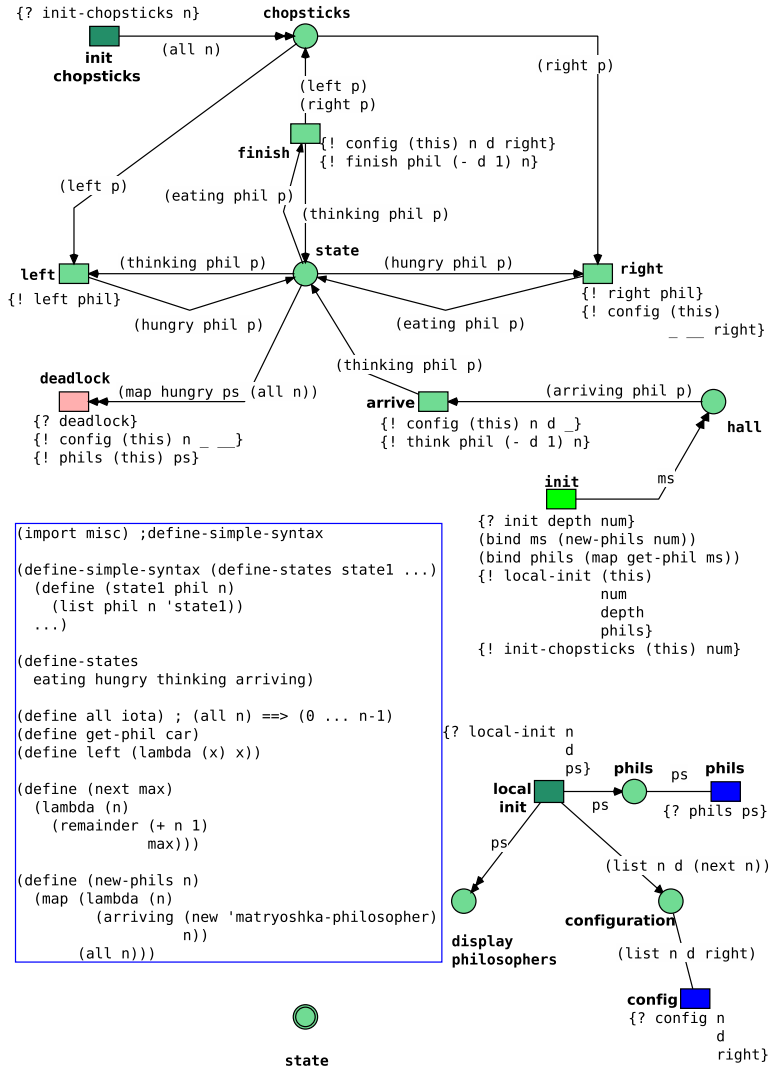 {? init-chopsticks n}
chopsticks
(all n)
init
chopsticks
(right p)
(left p)
(right p)
finish
{! config (this) n d right}
{! finish phil (- d 1) n}
(left p)
(eating phil p)
(thinking phil p)
state
left
(thinking phil p)
(hungry phil p)
right
{! left phil}
(hungry phil p)
(eating phil p)
{! right phil}
{! config (this)
_ __ right}
(thinking phil p)
deadlock
(map hungry ps (all n))
arrive
(arriving phil p)
hall
{? deadlock}
{! config (this) n _ __}
{! phils (this) ps}
{! config (this) n d _}
{! think phil (- d 1) n}
init
ms
{? init depth num}
(bind ms (new-phils num))
(bind phils (map get-phil ms))
{! local-init (this)
num
depth
phils}
{! init-chopsticks (this) num}
(import misc) ;define-simple-syntax
(define-simple-syntax (define-states state1 ...)
(define (state1 phil n)
(list phil n 'state1))
...)
(define-states
eating hungry thinking arriving)
(define all iota) ; (all n) ==> (0 ... n-1)
(define get-phil car)
(define left (lambda (x) x))
(define (next max)
(lambda (n)
(remainder (+ n 1)
max)))
(define (new-phils n)
(map (lambda (n)
(arriving (new 'matryoshka-philosopher)
n))
(all n)))
{? local-init n
d
ps}
phils
phils
local
init
ps
ps
{? phils ps}
ps
(list n d (next n))
configuration
display
philosophers
(list n d right)
config
{? config n
d
right}
state